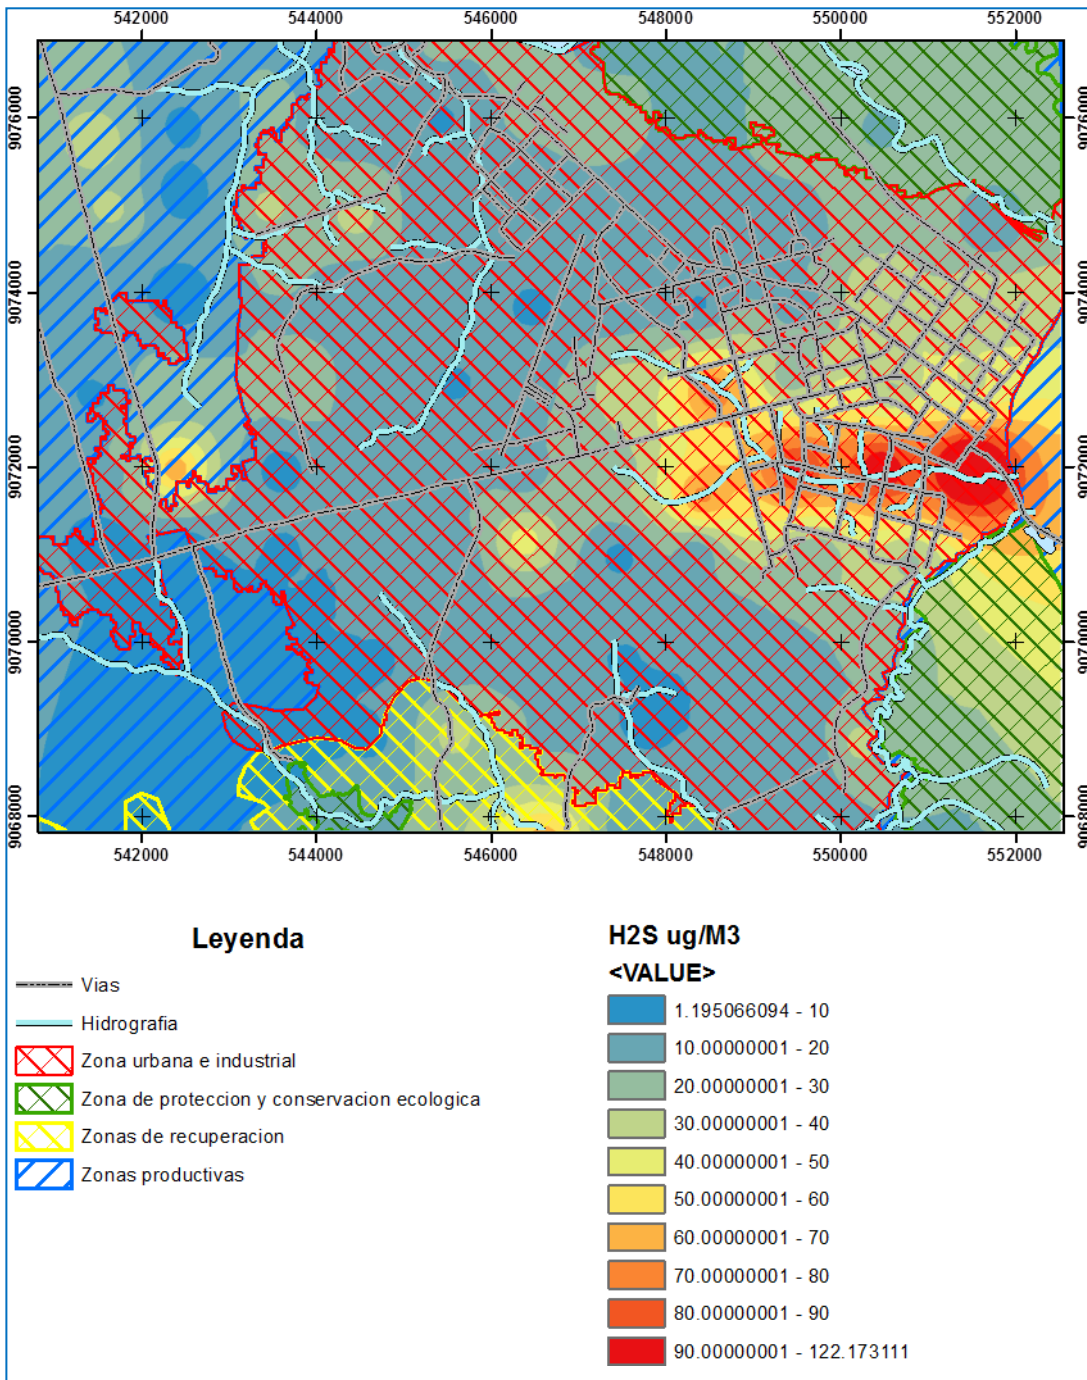 542000 544000 546000 548000 550000 552000
9076000 9076000
9074000 9074000
9072000 9072000
9070000 9070000
9068000 9068000
542000 544000 546000 548000 550000 552000
Leyenda
Vias
Hidrografia
Zona urbana e industrial
Zona de proteccion y conservacion ecologica
Zonas de recuperacion
Zonas productivas
H2S ug/M3
<VALUE>
1.195066094 - 10
10.00000001 - 20
20.00000001 - 30
30.00000001 - 40
40.00000001 - 50
50.00000001 - 60
60.00000001 - 70
70.00000001 - 80
80.00000001 - 90
90.00000001 - 122.173111